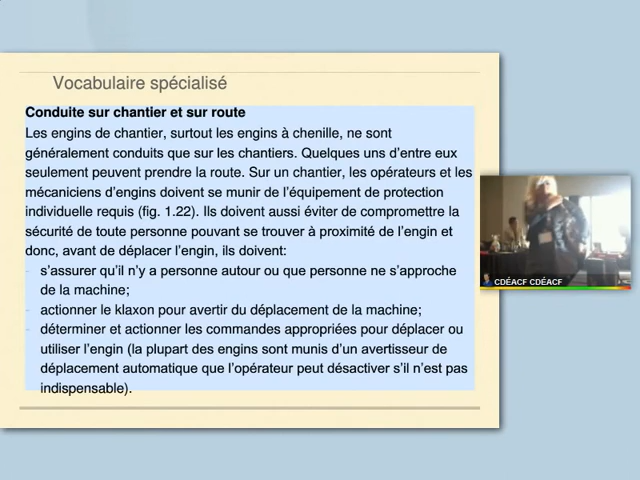 Vocabulaire spécialisé
Conduite sur chantier et sur route
Les engins de chantier, surtout les engins à chenille, ne sont
généralement conduits que sur les chantiers. Quelques uns d'entre eux
seulement peuvent prendre la route. Sur un chantier, les opérateurs et les
mécaniciens d'engins doivent se munir de l'équipement de protection
individuelle requis (fig. 1.22). Ils doivent aussi éviter de compromettre la
sécurité de toute personne pouvant se trouver à proximité de l'engin et
donc, avant de déplacer l'engin, ils doivent:
- s'assurer qu'il n'y a personne autour ou que personne ne s'approche
de la machine;
- actionner le klaxon pour avertir du déplacement de la machine;
- déterminer et actionner les commandes appropriées pour déplacer ou
utiliser l'engin (la plupart des engins sont munis d'un avertisseur de
déplacement automatique que l'opérateur peut désactiver s'il n'est pas
indispensable).
CDÉACF CDÉACF